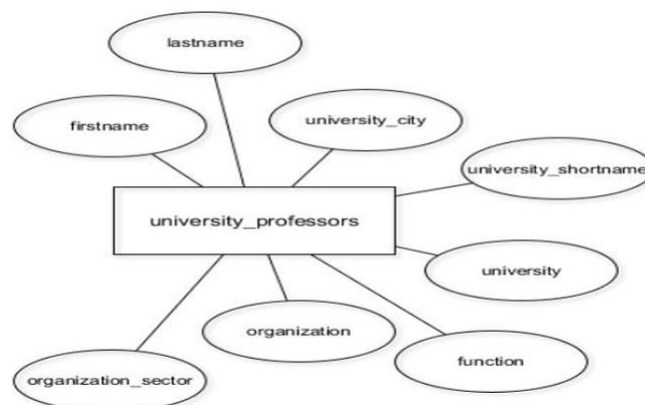 lastname
firstname
university_city
university_shortname
university_professors
university
organization
function
organization_sector